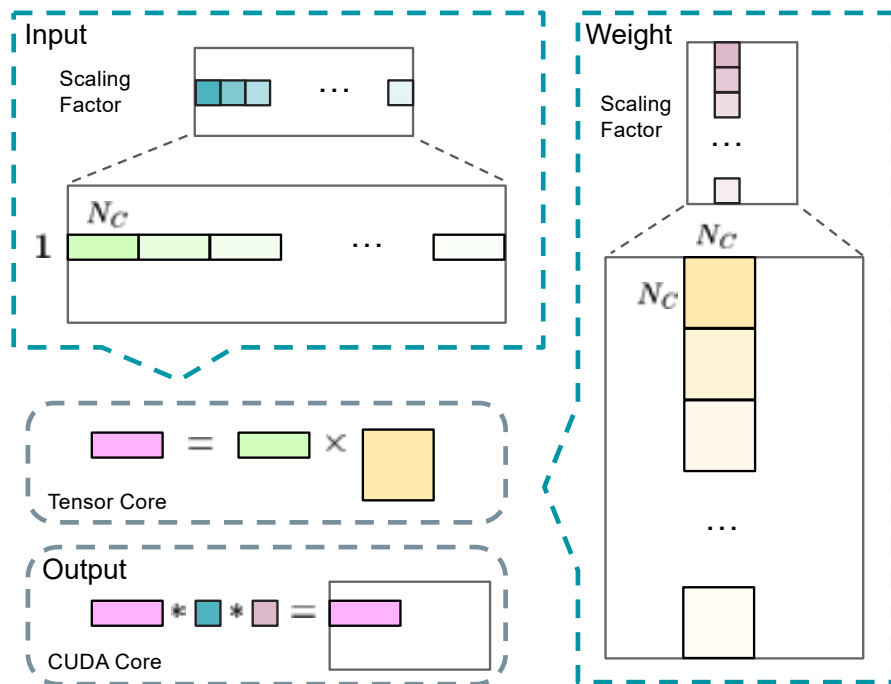 Input
Scaling
Factor
...
N_C
1
...
Weight
Scaling
Factor
...
N_C
N_C
...
= ×
Tensor Core
Output
* * =
CUDA Core